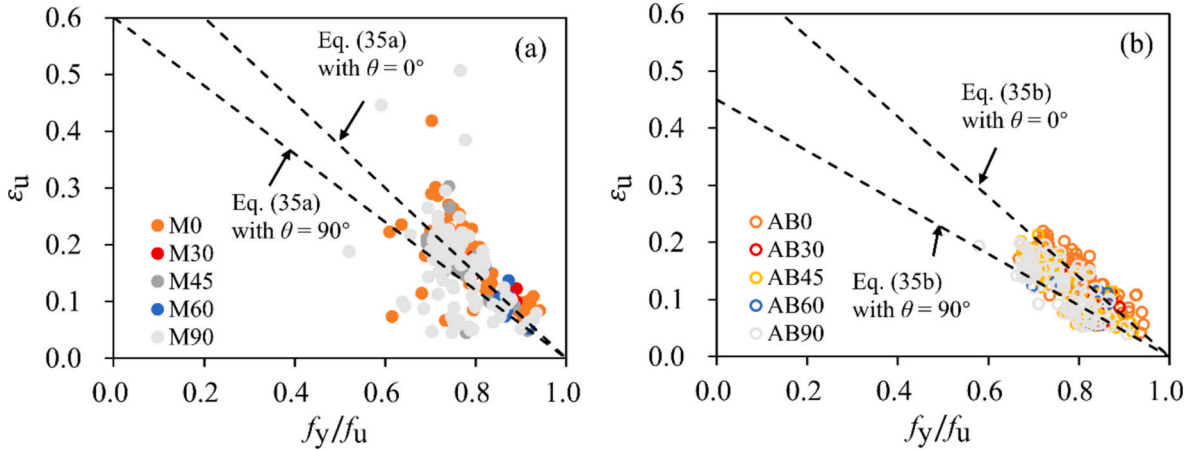 0.6
0.5
0.4
0.3
0.2
0.1
0.0
εu
Eq. (35a)
with θ = 0°
(a)
Eq. (35a)
with θ = 90°
M0
M30
M45
M60
M90
0.0 0.2 0.4 0.6 0.8 1.0
fy/fu
0.6
0.5
0.4
0.3
0.2
0.1
0.0
εu
(b)
Eq. (35b)
with θ = 0°
Eq. (35b)
with θ = 90°
AB0
AB30
AB45
AB60
AB90
0.0 0.2 0.4 0.6 0.8 1.0
fy/fu